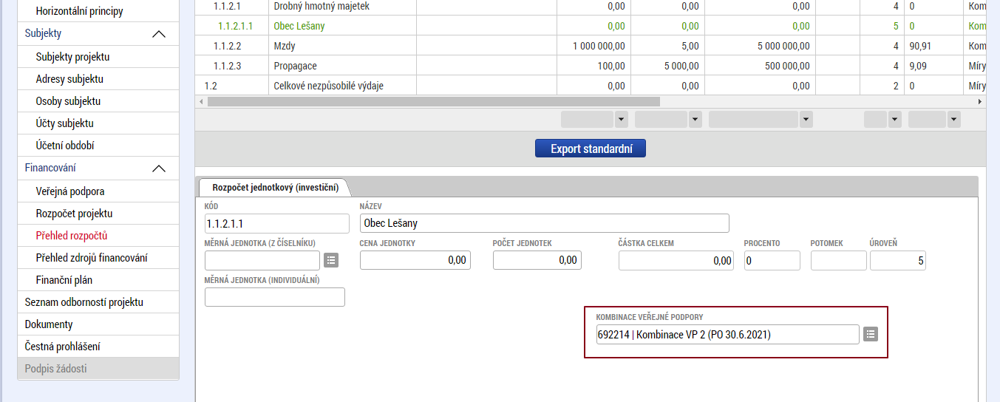 Horizontální principy
Subjekty
Subjekty projektu
Adresy subjektu
Osoby subjektu
Účty subjektu
Účetní období
Financování
Veřejná podpora
Rozpočet projektu
Přehled rozpočtů
Přehled zdrojů financování
Finanční plán
Seznam odborností projektu
Dokumenty
Čestná prohlášení
Podpis žádosti
1.1.2.1 Drobný hmotný majetek 0,00 0,00 0,00 4 0 Kom
1.1.2.1.1 Obec Lešany 0,00 0,00 0,00 5 0 Kom
1.1.2.2 Mzdy 1 000 000,00 5,00 5 000 000,00 4 90,91 Kom
1.1.2.3 Propagace 100,00 5 000,00 500 000,00 4 9,09 Míry
1.2 Celkové nezpůsobilé výdaje 0,00 0,00 0,00 2 0 Míry
Export standardní
Rozpočet jednotkový (investiční)
KÓD NÁZEV
1.1.2.1.1 Obec Lešany
MĚRNÁ JEDNOTKA (Z ČÍSELNÍKU) CENA JEDNOTKY POČET JEDNOTEK ČÁSTKA CELKEM PROCENTO POTOMEK ÚROVEŇ
0,00 0,00 0,00 0 5
MĚRNÁ JEDNOTKA (INDIVIDUÁLNÍ)
KOMBINACE VEŘEJNÉ PODPORY
692214 | Kombinace VP 2 (PO 30.6.2021)